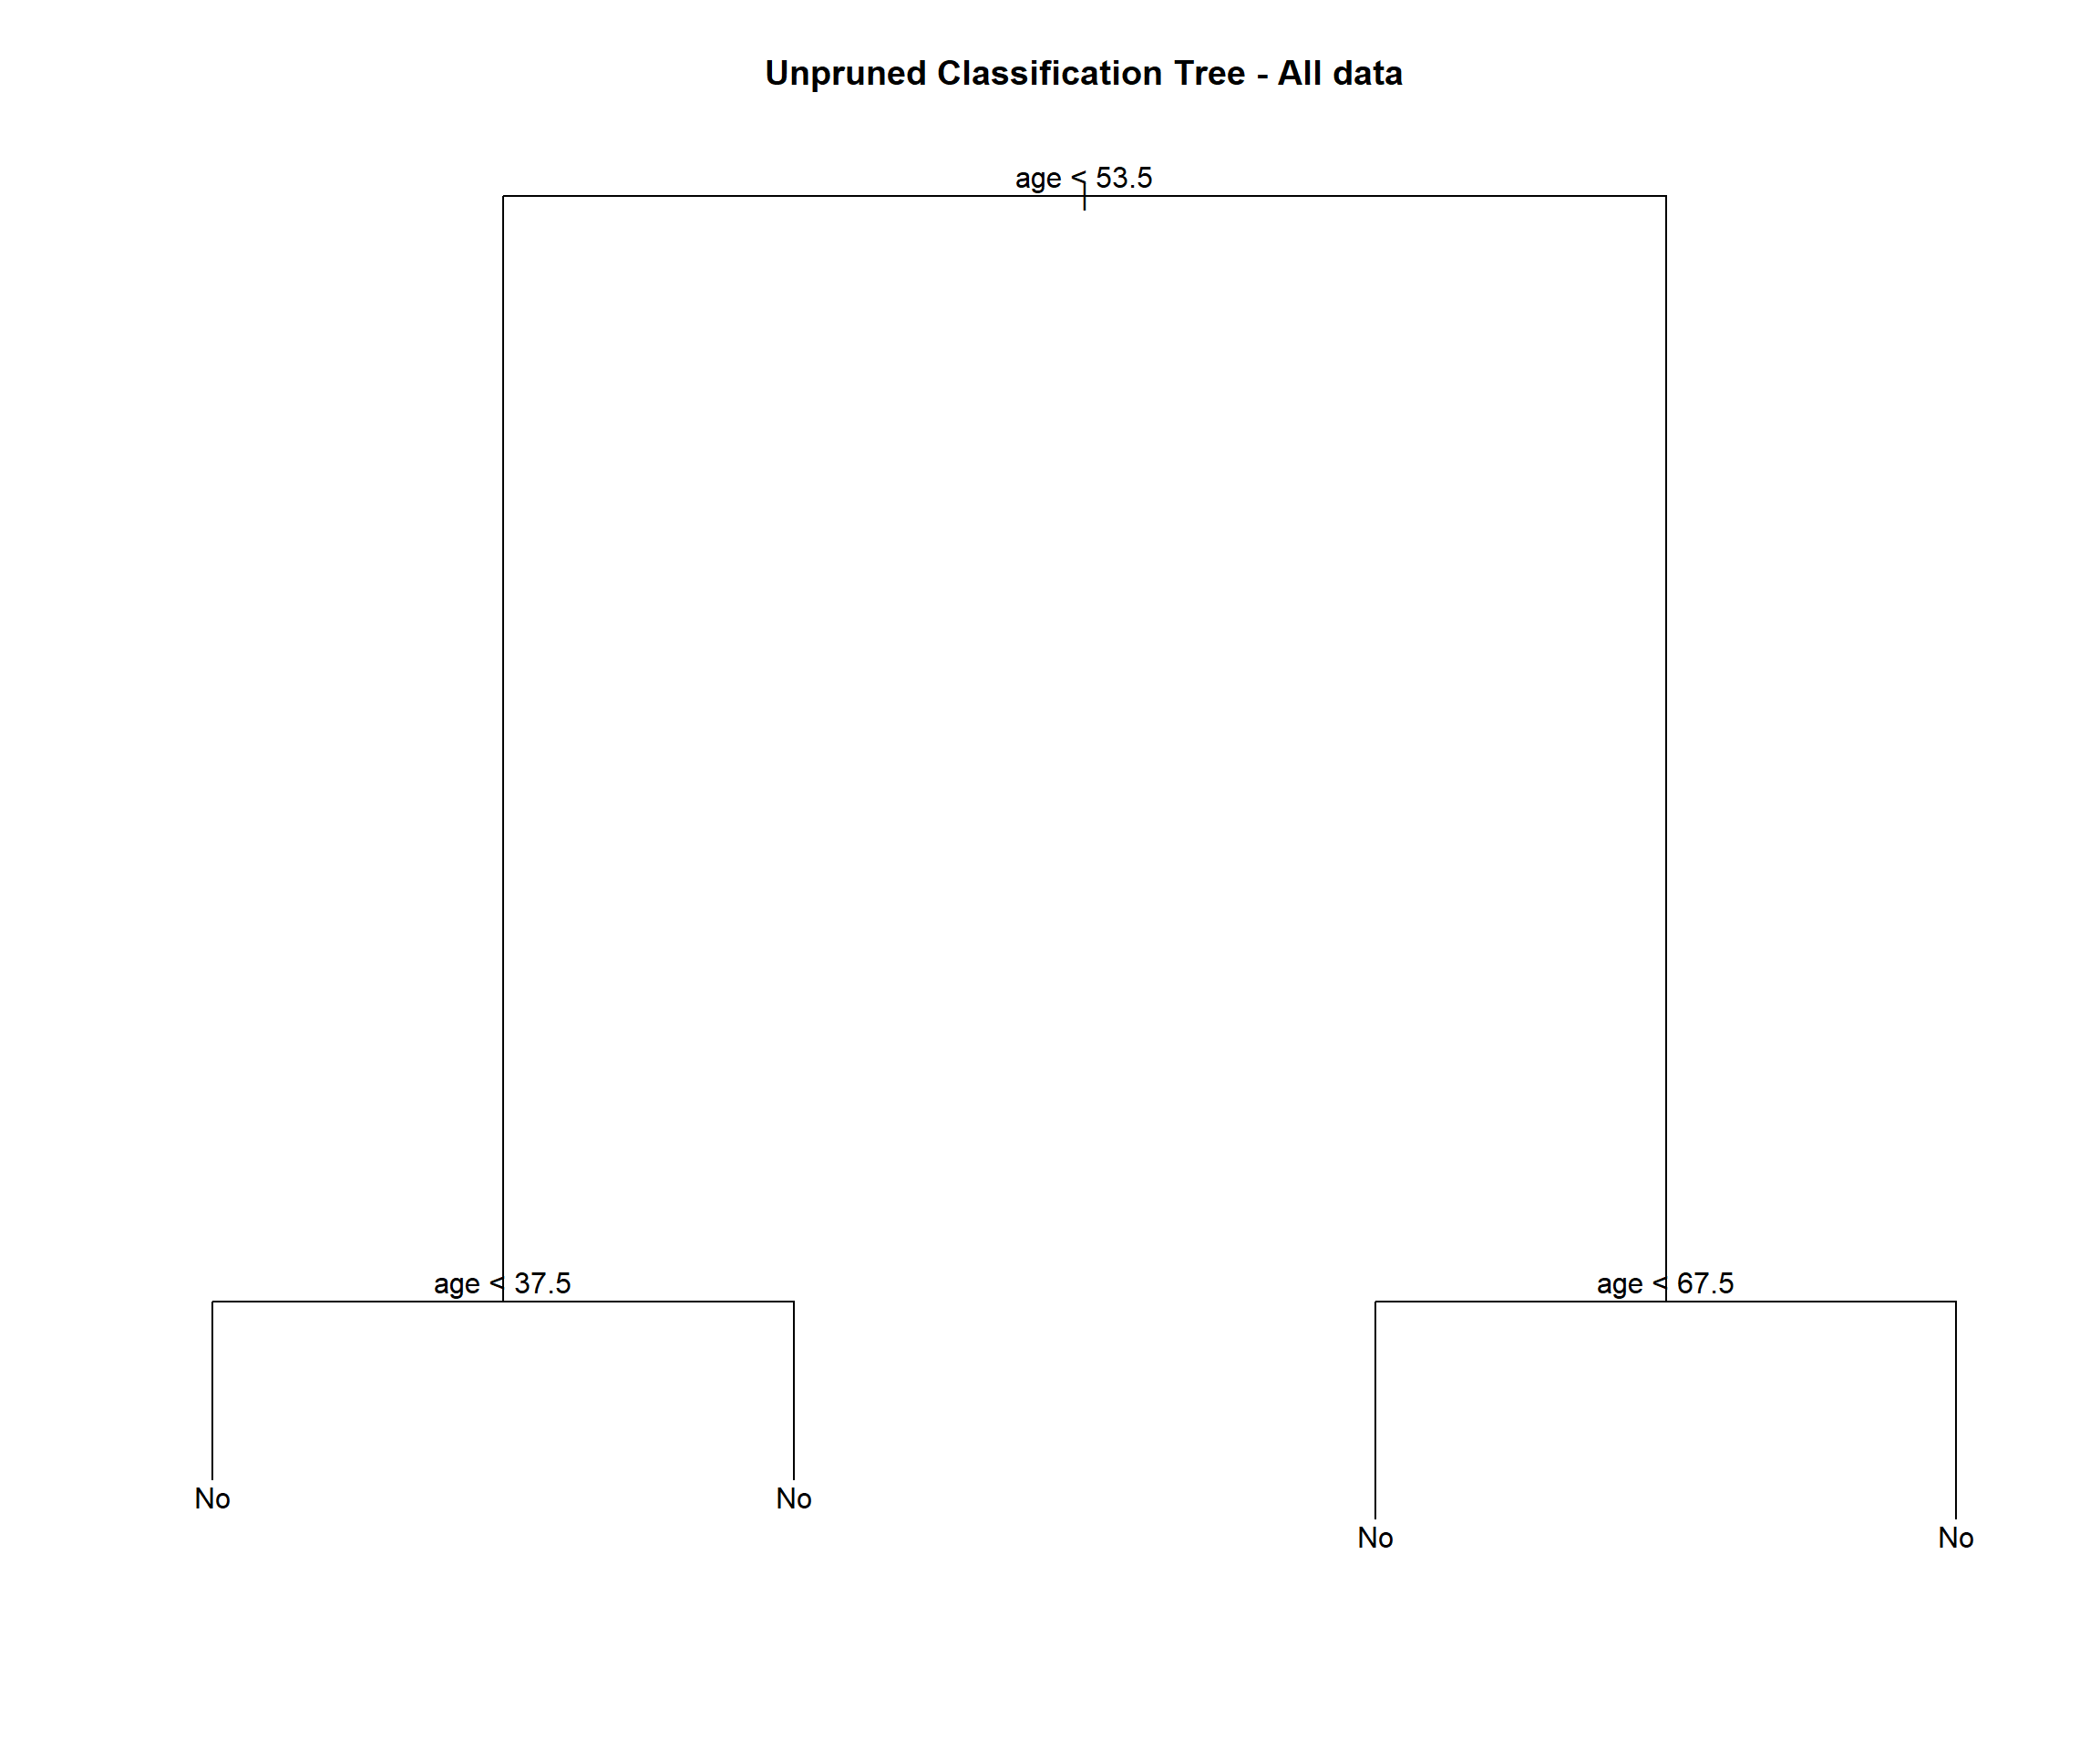 Unpruned Classification Tree - All data
age < 53.5
age < 37.5
age < 67.5
No
No
No
No